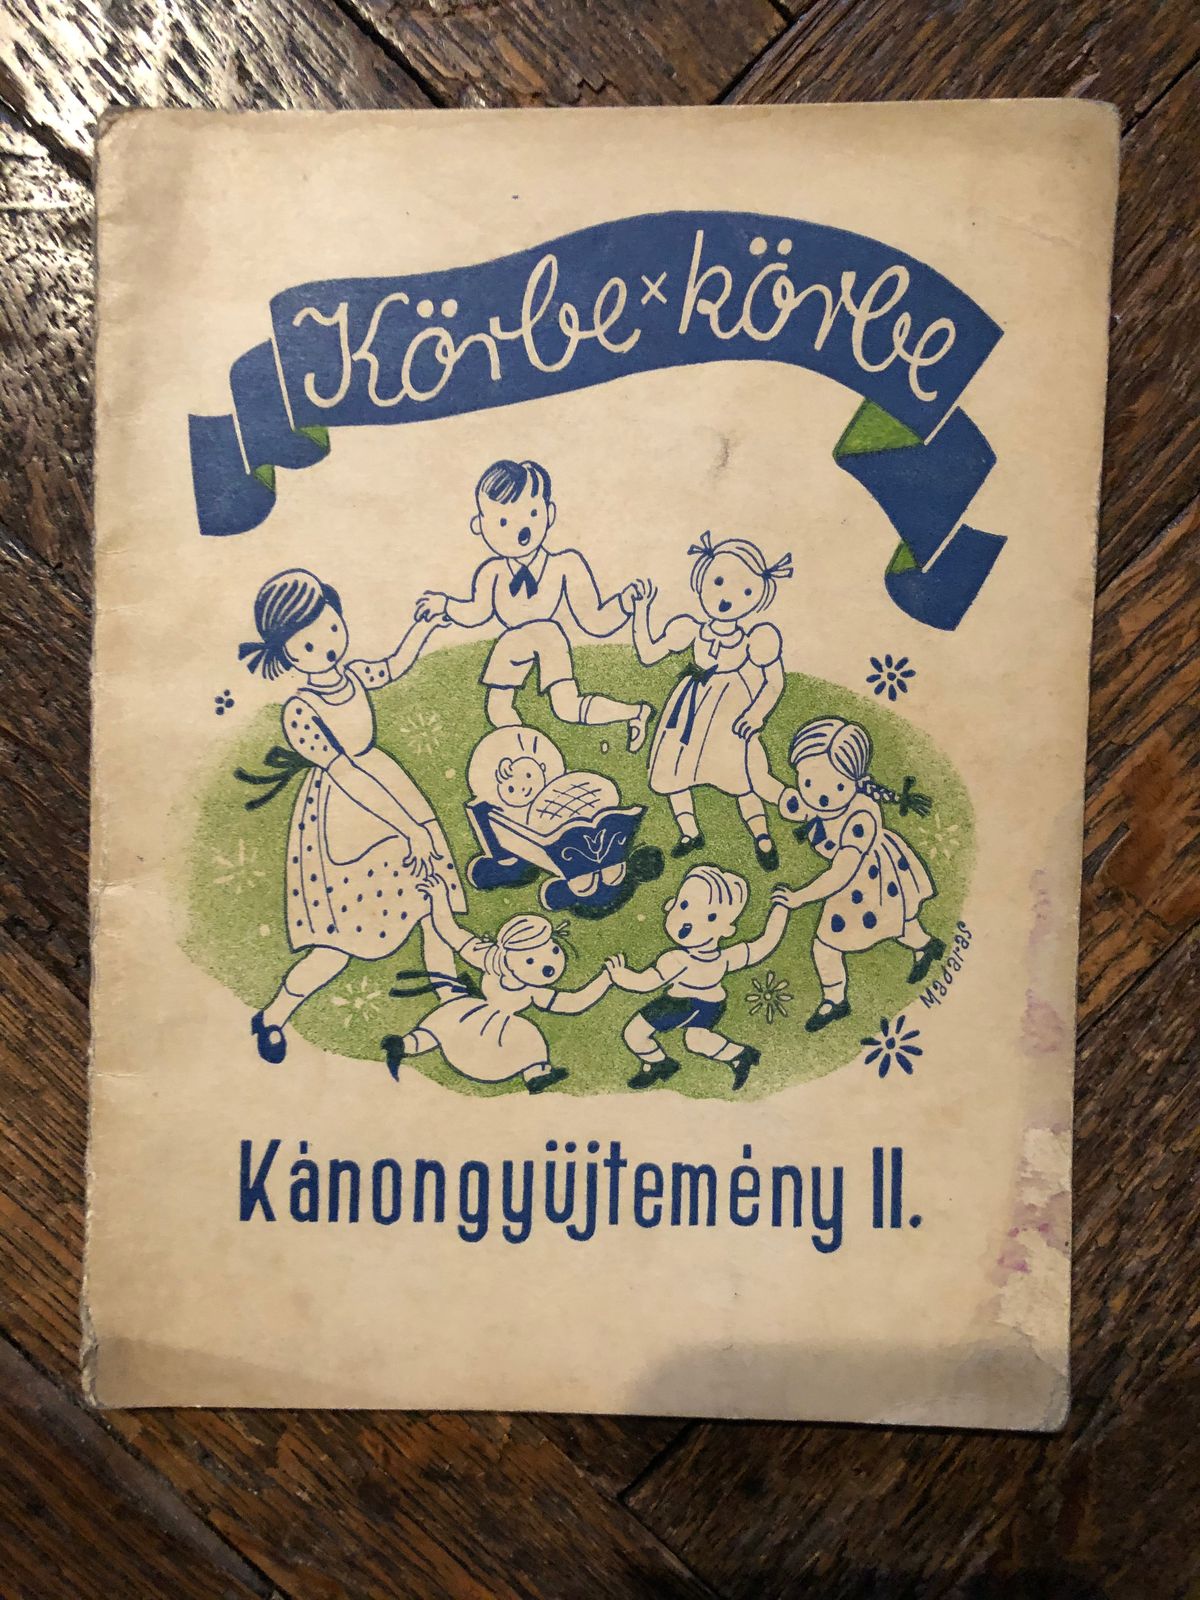 Körbe × körbe
Madaras
Kánongyüjtemény II.